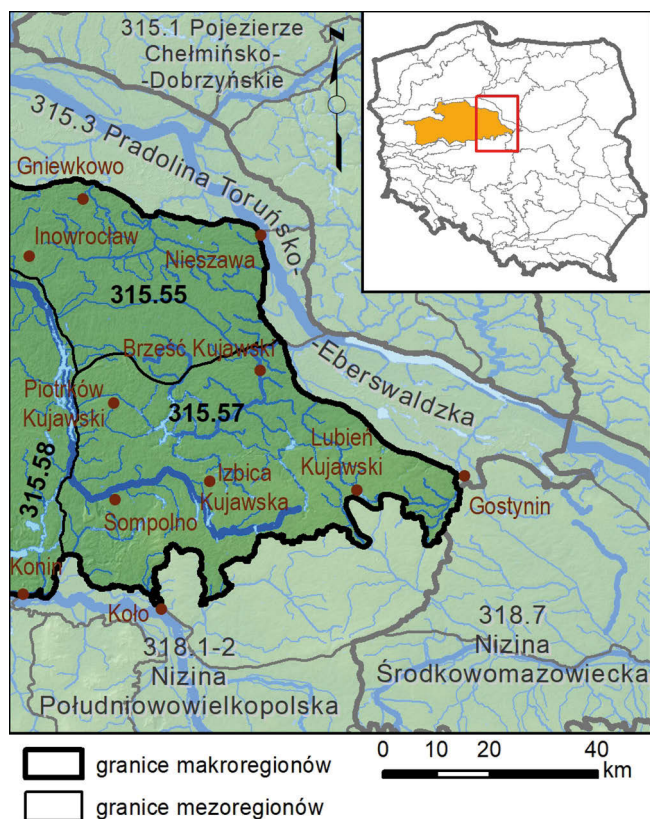 315.1 Pojezierze
Chełmińsko-
-Dobrzyńskie
N
315.3 Pradolina Toruńsko-
-Eberswaldzka
Gniewkowo
Inowrocław
Nieszawa
315.55
Brześć Kujawski
Piotrków
Kujawski
315.57
315.58
Lubień
Kujawski
Izbica
Kujawska
Sompolno
Gostynin
Konin
Koło
318.1-2
Nizina
Południowowielkopolska
318.7
Nizina
Środkowomazowiecka
granice makroregionów
granice mezoregionów
0 10 20 40
km